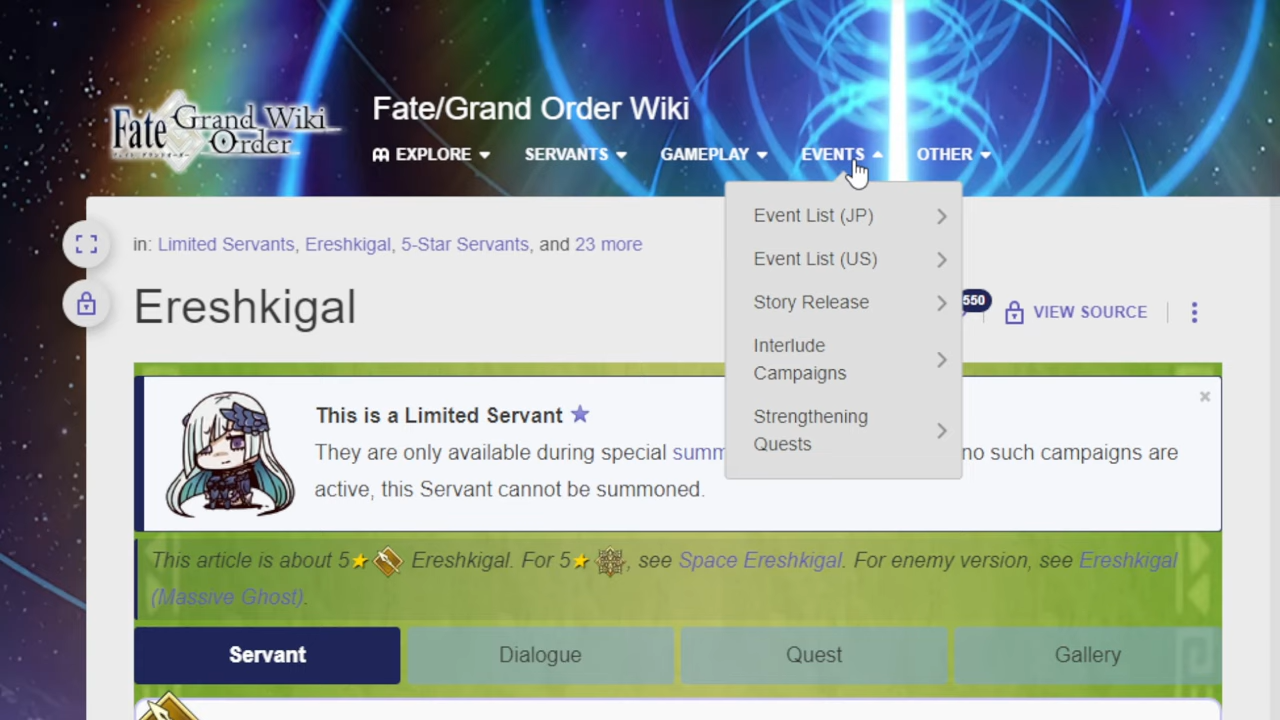 Fate Grand Wiki
Order
Fate/Grand Order Wiki
EXPLORE
SERVANTS
GAMEPLAY
EVENTS
OTHER
Event List (JP)
Event List (US)
Story Release
Interlude
Campaigns
Strengthening
Quests
in: Limited Servants, Ereshkigal, 5-Star Servants, and 23 more
Ereshkigal
550
VIEW SOURCE
This is a Limited Servant
They are only available during special summ no such campaigns are
active, this Servant cannot be summoned.
This article is about 5★ Ereshkigal. For 5★ , see Space Ereshkigal. For enemy version, see Ereshkigal
(Massive Ghost).
Servant
Dialogue
Quest
Gallery